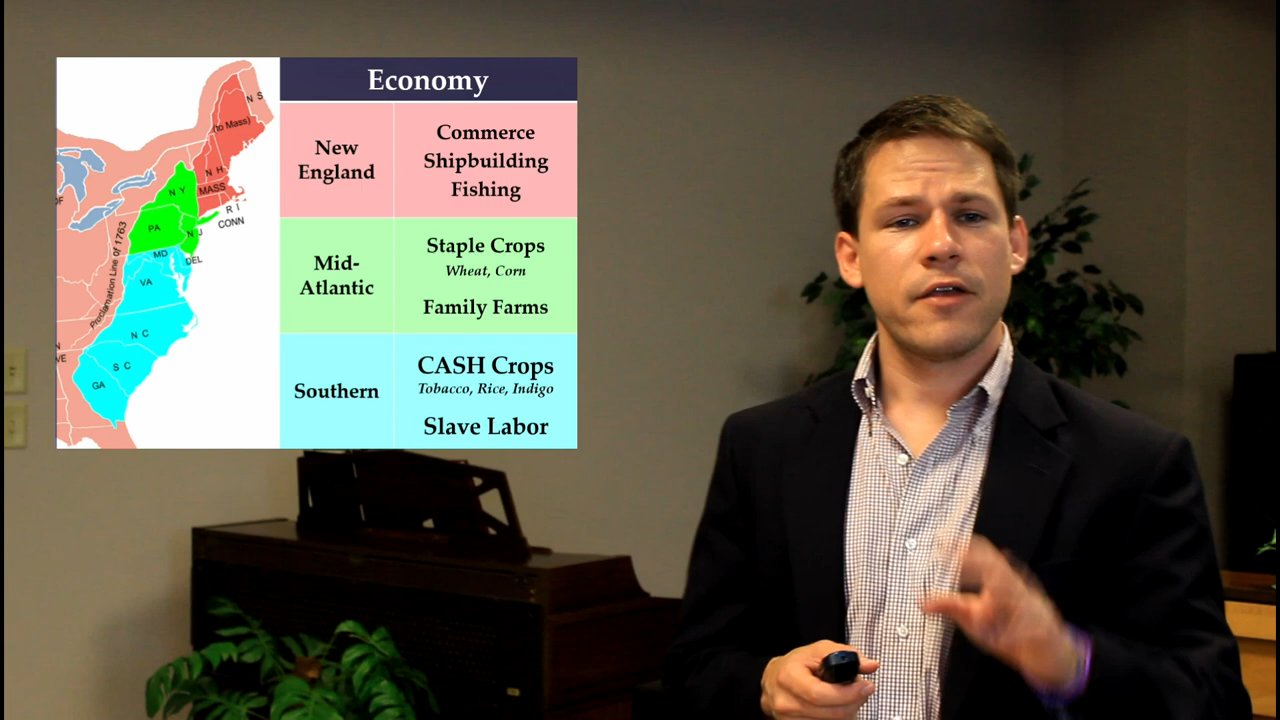 N S
(to Mass)
N H
MASS
N Y
R I
CONN
PA
N J
MD
DEL
VA
Proclamation Line of 1763
N C
S C
GA
Economy
New
England
Commerce
Shipbuilding
Fishing
Mid-
Atlantic
Staple Crops
Wheat, Corn
Family Farms
Southern
CASH Crops
Tobacco, Rice, Indigo
Slave Labor